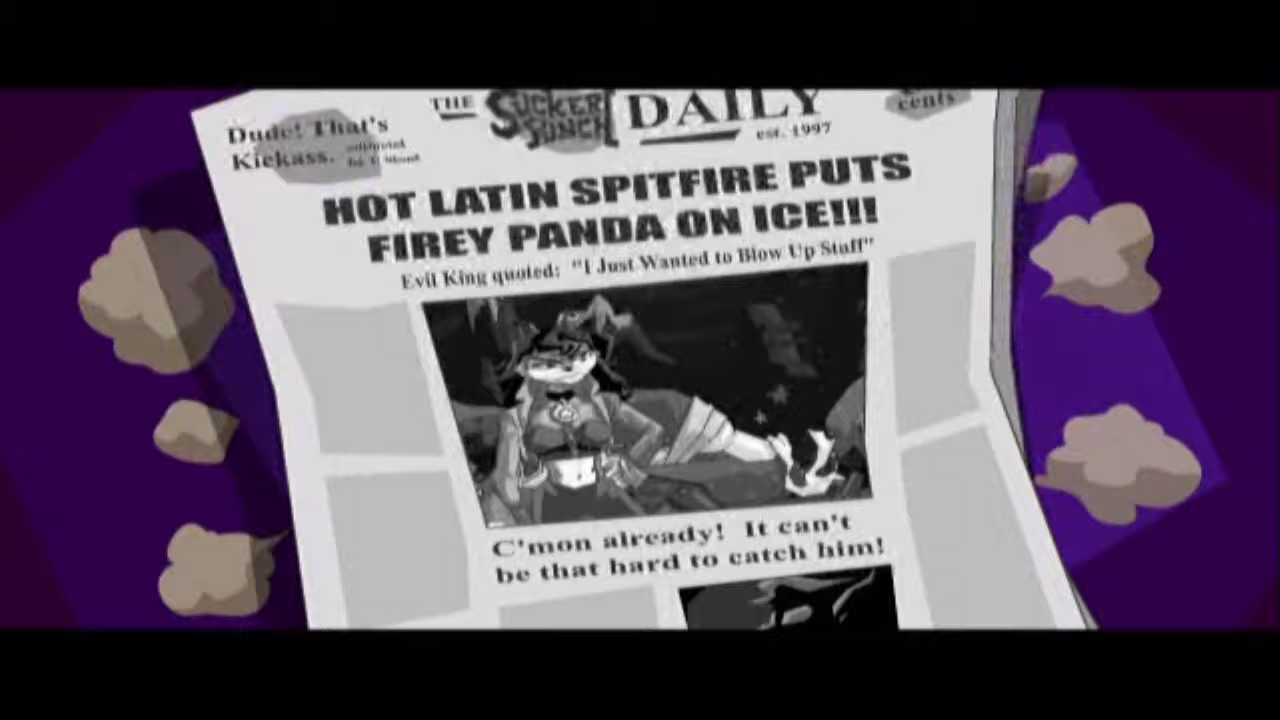 THE SUCKER PUNCH DAILY
cents
est. 1997
Dude! That's
Kickass.
editorial
HOT LATIN SPITFIRE PUTS
FIREY PANDA ON ICE!!!
Evil King quoted: "I Just Wanted to Blow Up Stuff"
C'mon already! It can't
be that hard to catch him!